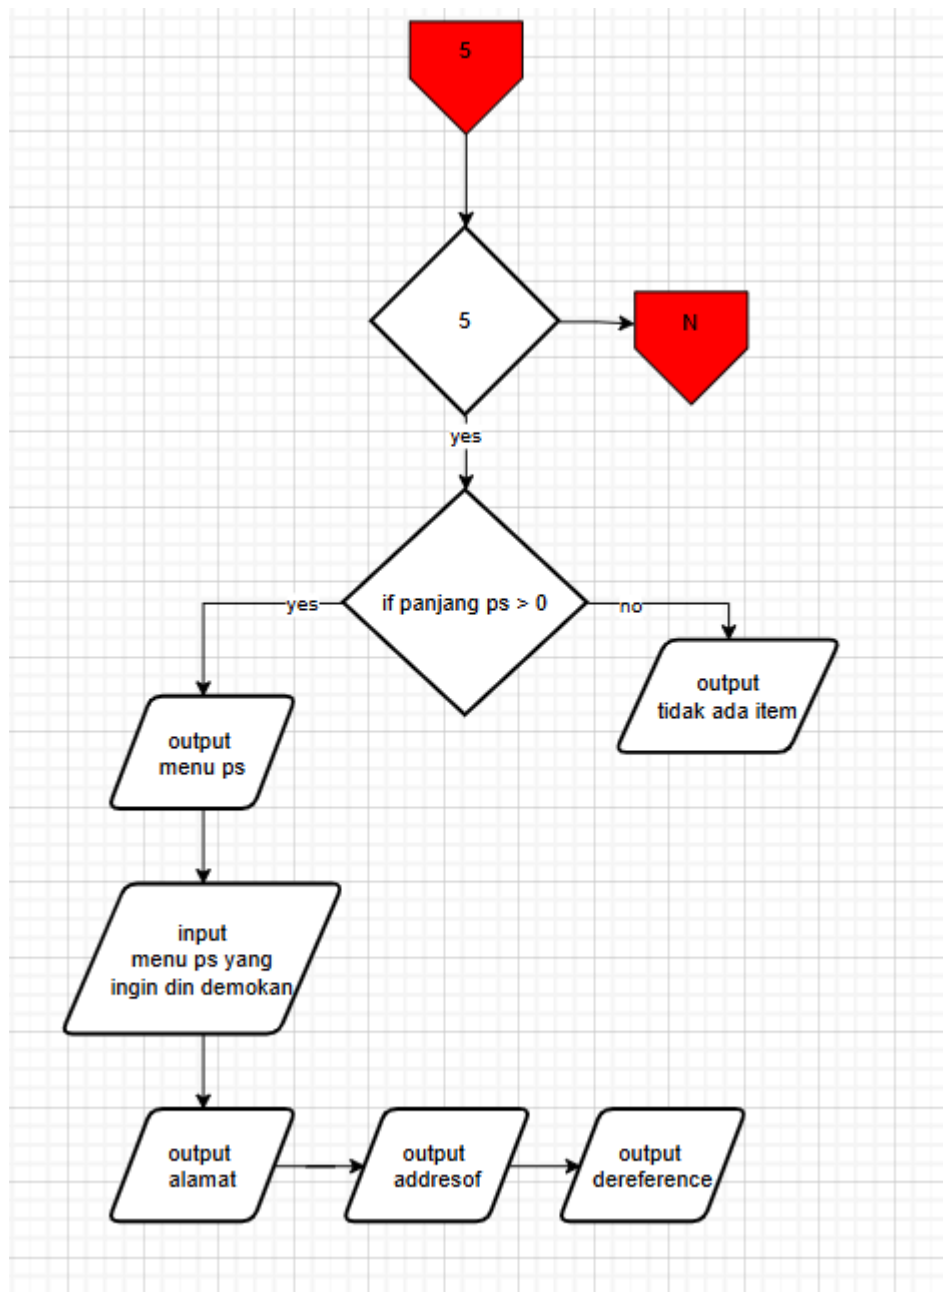 5
5
N
yes
if panjang ps > 0
yes
no
output
tidak ada item
output
menu ps
input
menu ps yang
ingin din demokan
output
alamat
output
addresof
output
dereference